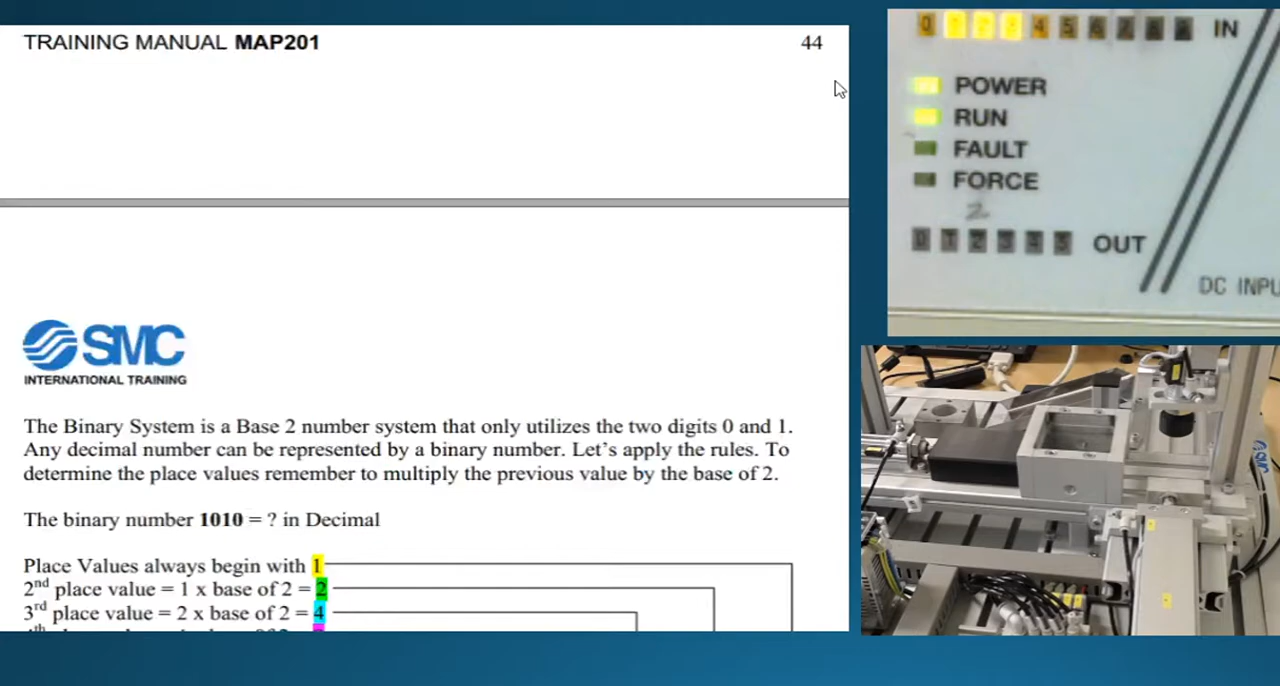 TRAINING MANUAL MAP201 44
SMC
INTERNATIONAL TRAINING
The Binary System is a Base 2 number system that only utilizes the two digits 0 and 1.
Any decimal number can be represented by a binary number. Let's apply the rules. To
determine the place values remember to multiply the previous value by the base of 2.
The binary number 1010 = ? in Decimal
Place Values always begin with 1
2nd place value = 1 x base of 2 = 2
3rd place value = 2 x base of 2 = 4
0 1 2 3 4 5 6 7 8 9 IN
POWER
RUN
FAULT
FORCE
2
0 1 2 3 4 5 OUT
DC INPU